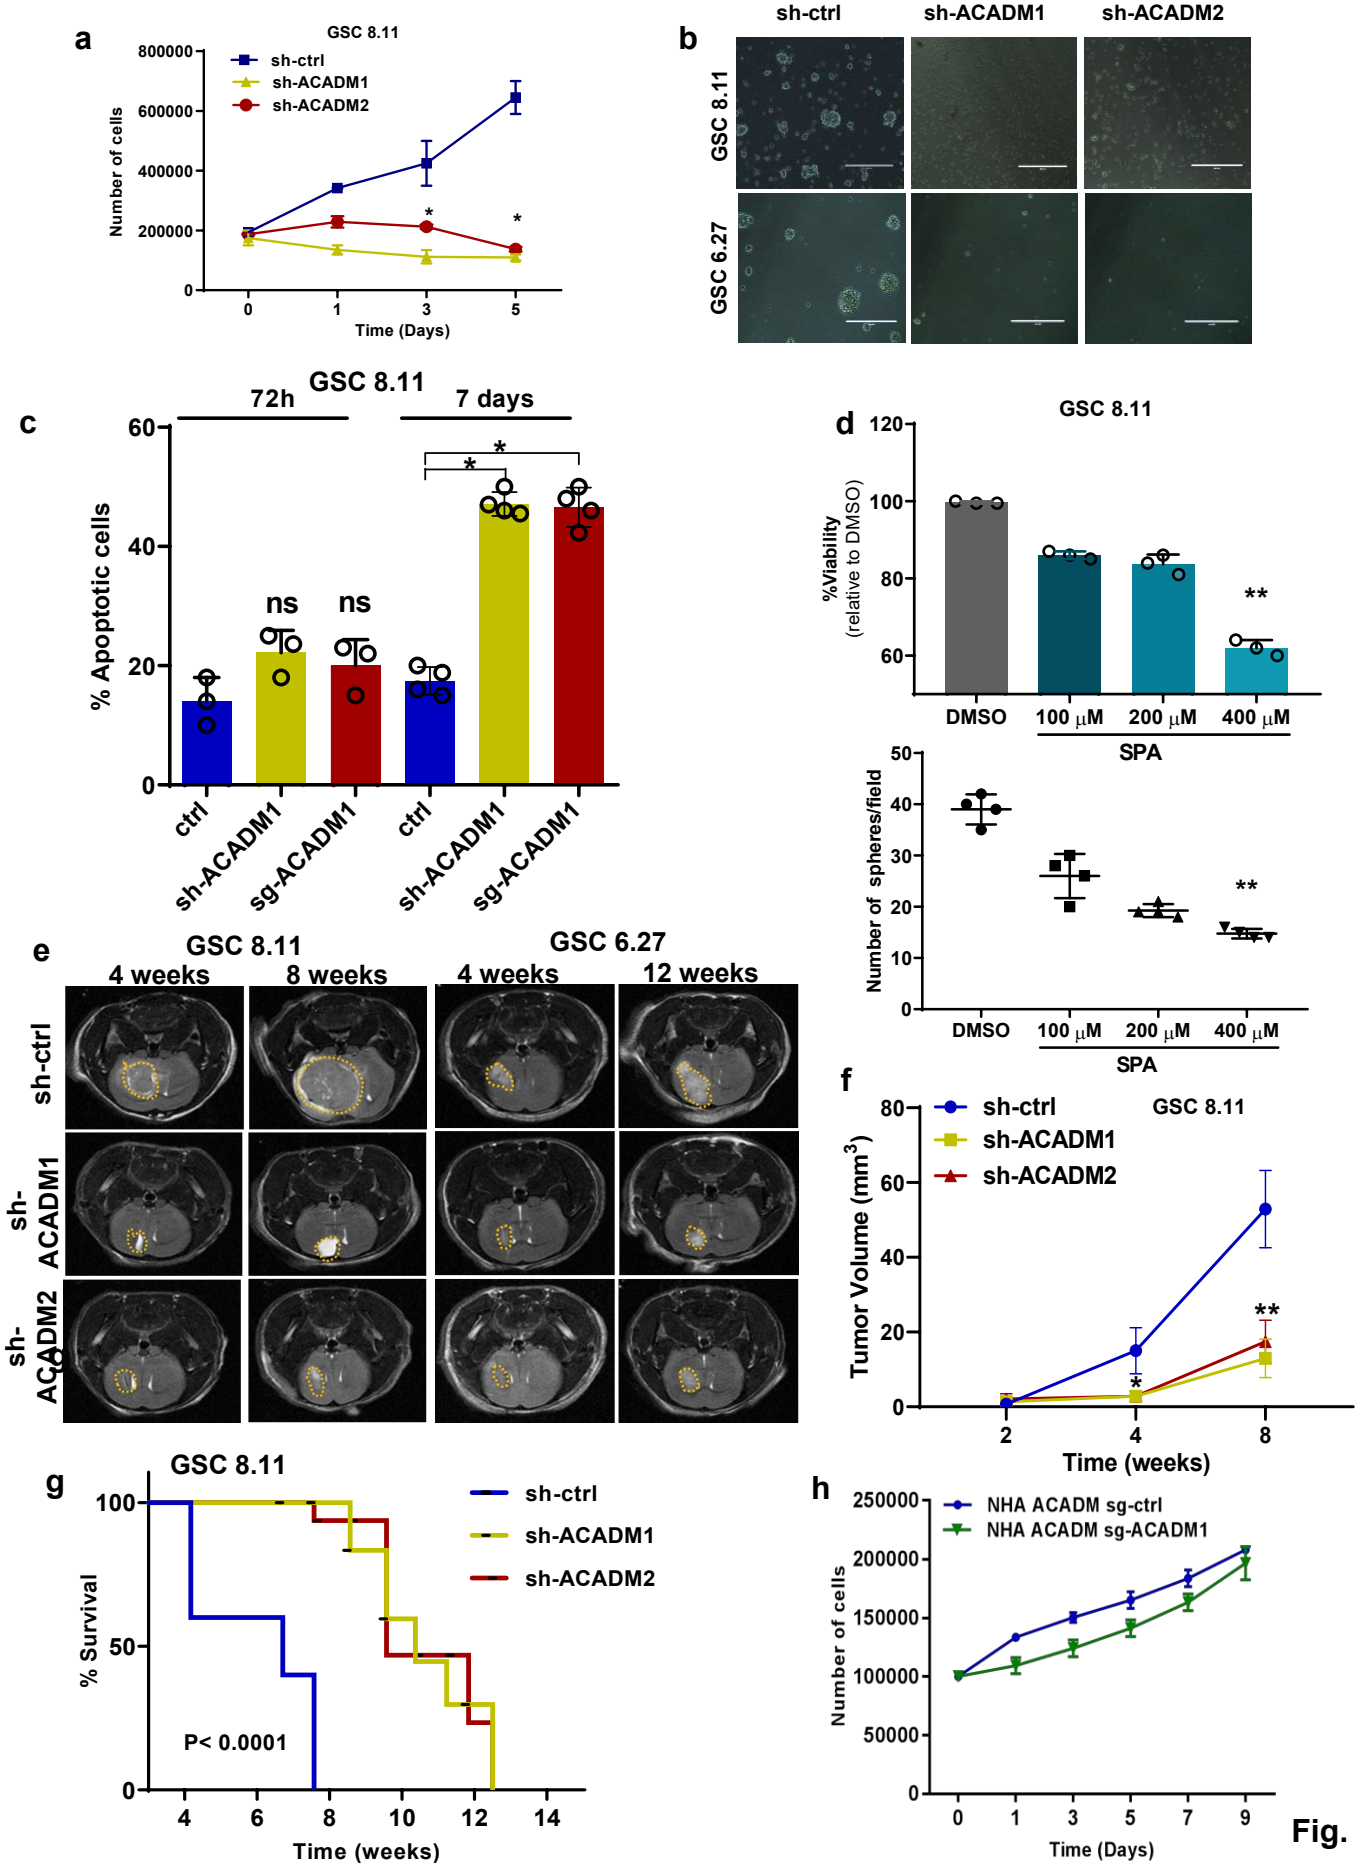 a
GSC 8.11
800000
600000
400000
200000
0
Number of cells
sh-ctrl
sh-ACADM1
sh-ACADM2
*
*
0 1 3 5
Time (Days)
b
sh-ctrl sh-ACADM1 sh-ACADM2
GSC 8.11
GSC 6.27
c
GSC 8.11
72h 7 days
60
40
20
0
% Apoptotic cells
ns ns * *
ctrl sh-ACADM1 sg-ACADM1 ctrl sh-ACADM1 sg-ACADM1
d
GSC 8.11
120
100
80
60
%Viability
(relative to DMSO)
**
DMSO 100 μM 200 μM 400 μM
SPA
50
40
30
20
10
0
Number of spheres/field
**
DMSO 100 μM 200 μM 400 μM
SPA
e
GSC 8.11 GSC 6.27
4 weeks 8 weeks 4 weeks 12 weeks
sh-ctrl
sh-
ACADM1
sh-
ACADM2
f
GSC 8.11
sh-ctrl
sh-ACADM1
sh-ACADM2
80
60
40
20
0
Tumor Volume (mm3)
*
**
2 4 8
Time (weeks)
g
GSC 8.11
100
50
0
% Survival
sh-ctrl
sh-ACADM1
sh-ACADM2
P< 0.0001
4 6 8 10 12 14
Time (weeks)
h
250000
200000
150000
100000
50000
0
Number of cells
NHA ACADM sg-ctrl
NHA ACADM sg-ACADM1
0 1 3 5 7 9
Time (Days)
Fig.